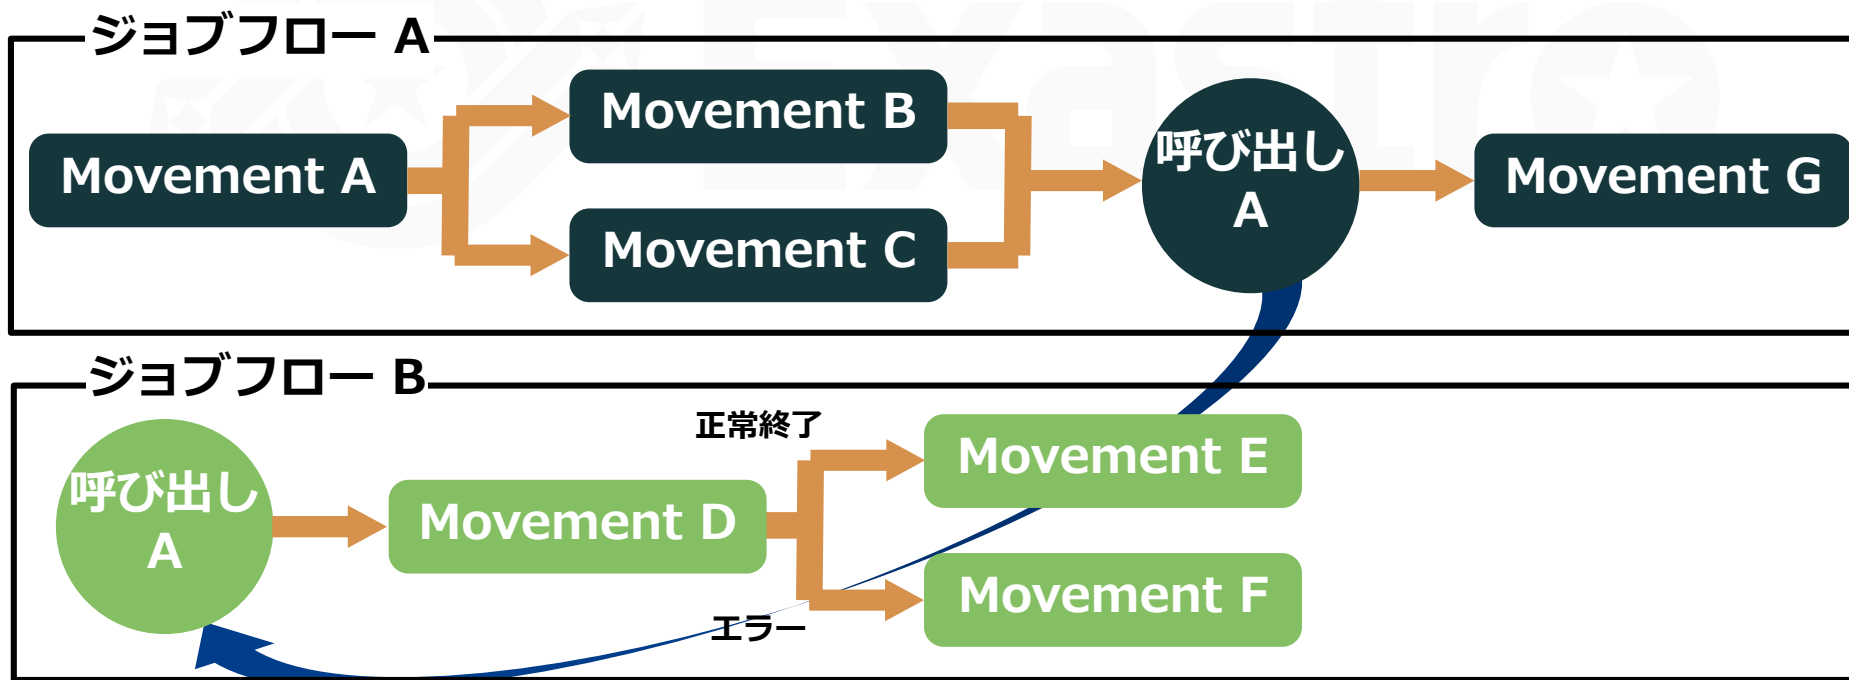 Exastro
ジョブフロー A
Movement A
Movement B
Movement C
呼び出し
A
Movement G
ジョブフロー B
呼び出し
A
Movement D
正常終了
エラー
Movement E
Movement F